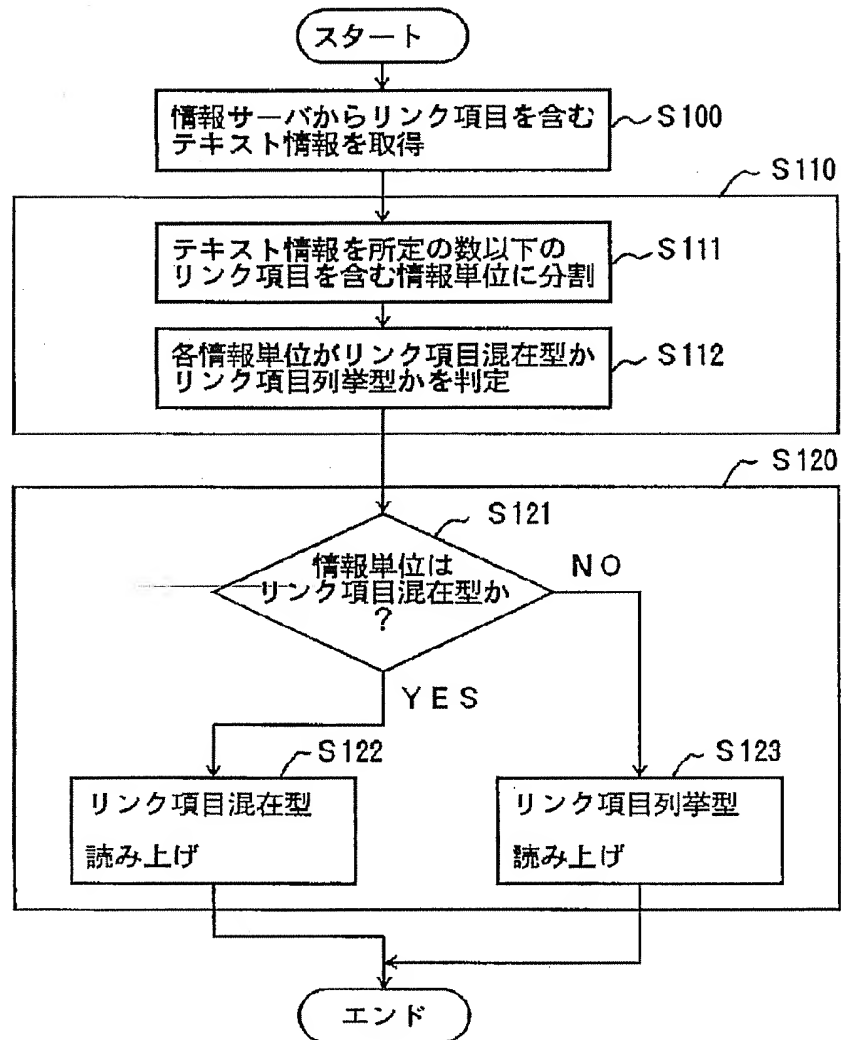 スタート
情報サーバからリンク項目を含む
テキスト情報を取得
S100
S110
テキスト情報を所定の数以下の
リンク項目を含む情報単位に分割
S111
各情報単位がリンク項目混在型か
リンク項目列挙型かを判定
S112
S120
S121
情報単位は
リンク項目混在型か
?
NO
YES
S122
リンク項目混在型
読み上げ
S123
リンク項目列挙型
読み上げ
エンド